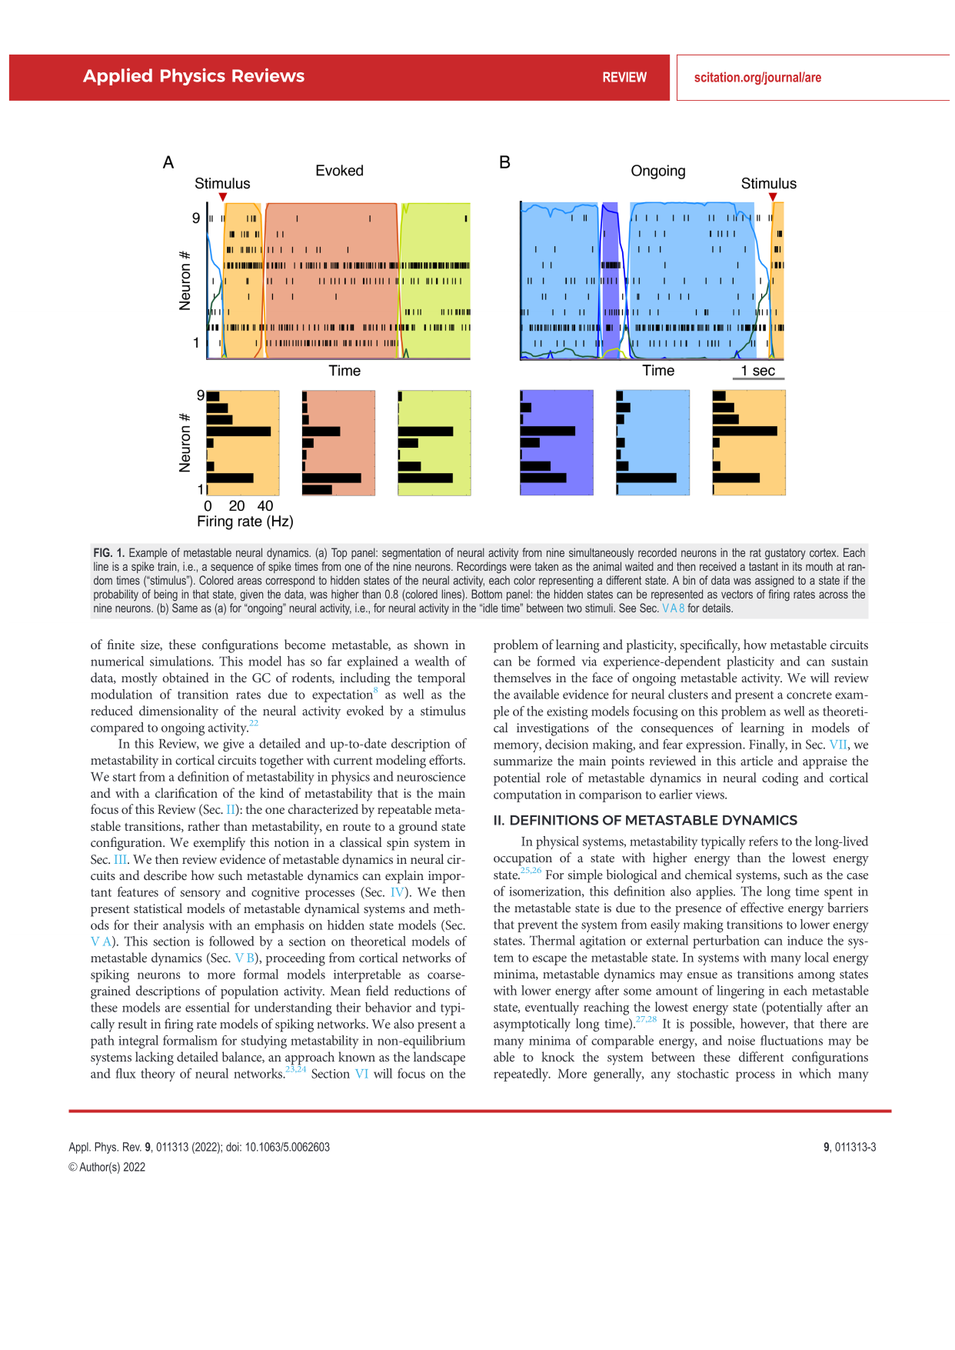 Applied Physics Reviews
REVIEW
scitation.org/journal/are
A
Evoked
Stimulus
9
Neuron #
1
Time
B
Ongoing
Stimulus
Time
1 sec
9
Neuron #
1
0 20 40
Firing rate (Hz)
FIG. 1. Example of metastable neural dynamics. (a) Top panel: segmentation of neural activity from nine simultaneously recorded neurons in the rat gustatory cortex. Each
line is a spike train, i.e., a sequence of spike times from one of the nine neurons. Recordings were taken as the animal waited and then received a tastant in its mouth at ran-
dom times (“stimulus”). Colored areas correspond to hidden states of the neural activity, each color representing a different state. A bin of data was assigned to a state if the
probability of being in that state, given the data, was higher than 0.8 (colored lines). Bottom panel: the hidden states can be represented as vectors of firing rates across the
nine neurons. (b) Same as (a) for “ongoing” neural activity, i.e., for neural activity in the “idle time” between two stimuli. See Sec. V A 8 for details.
of finite size, these configurations become metastable, as shown in
numerical simulations. This model has so far explained a wealth of
data, mostly obtained in the GC of rodents, including the temporal
modulation of transition rates due to expectation8 as well as the
reduced dimensionality of the neural activity evoked by a stimulus
compared to ongoing activity.22
In this Review, we give a detailed and up-to-date description of
metastability in cortical circuits together with current modeling efforts.
We start from a definition of metastability in physics and neuroscience
and with a clarification of the kind of metastability that is the main
focus of this Review (Sec. II): the one characterized by repeatable meta-
stable transitions, rather than metastability, en route to a ground state
configuration. We exemplify this notion in a classical spin system in
Sec. III. We then review evidence of metastable dynamics in neural cir-
cuits and describe how such metastable dynamics can explain impor-
tant features of sensory and cognitive processes (Sec. IV). We then
present statistical models of metastable dynamical systems and meth-
ods for their analysis with an emphasis on hidden state models (Sec.
V A). This section is followed by a section on theoretical models of
metastable dynamics (Sec. V B), proceeding from cortical networks of
spiking neurons to more formal models interpretable as coarse-
grained descriptions of population activity. Mean field reductions of
these models are essential for understanding their behavior and typi-
cally result in firing rate models of spiking networks. We also present a
path integral formalism for studying metastability in non-equilibrium
systems lacking detailed balance, an approach known as the landscape
and flux theory of neural networks.23,24 Section VI will focus on the
problem of learning and plasticity, specifically, how metastable circuits
can be formed via experience-dependent plasticity and can sustain
themselves in the face of ongoing metastable activity. We will review
the available evidence for neural clusters and present a concrete exam-
ple of the existing models focusing on this problem as well as theoreti-
cal investigations of the consequences of learning in models of
memory, decision making, and fear expression. Finally, in Sec. VII, we
summarize the main points reviewed in this article and appraise the
potential role of metastable dynamics in neural coding and cortical
computation in comparison to earlier views.
II. DEFINITIONS OF METASTABLE DYNAMICS
In physical systems, metastability typically refers to the long-lived
occupation of a state with higher energy than the lowest energy
state.25,26 For simple biological and chemical systems, such as the case
of isomerization, this definition also applies. The long time spent in
the metastable state is due to the presence of effective energy barriers
that prevent the system from easily making transitions to lower energy
states. Thermal agitation or external perturbation can induce the sys-
tem to escape the metastable state. In systems with many local energy
minima, metastable dynamics may ensue as transitions among states
with lower energy after some amount of lingering in each metastable
state, eventually reaching the lowest energy state (potentially after an
asymptotically long time).27,28 It is possible, however, that there are
many minima of comparable energy, and noise fluctuations may be
able to knock the system between these different configurations
repeatedly. More generally, any stochastic process in which many
Appl. Phys. Rev. 9, 011313 (2022); doi: 10.1063/5.0062603
9, 011313-3
© Author(s) 2022